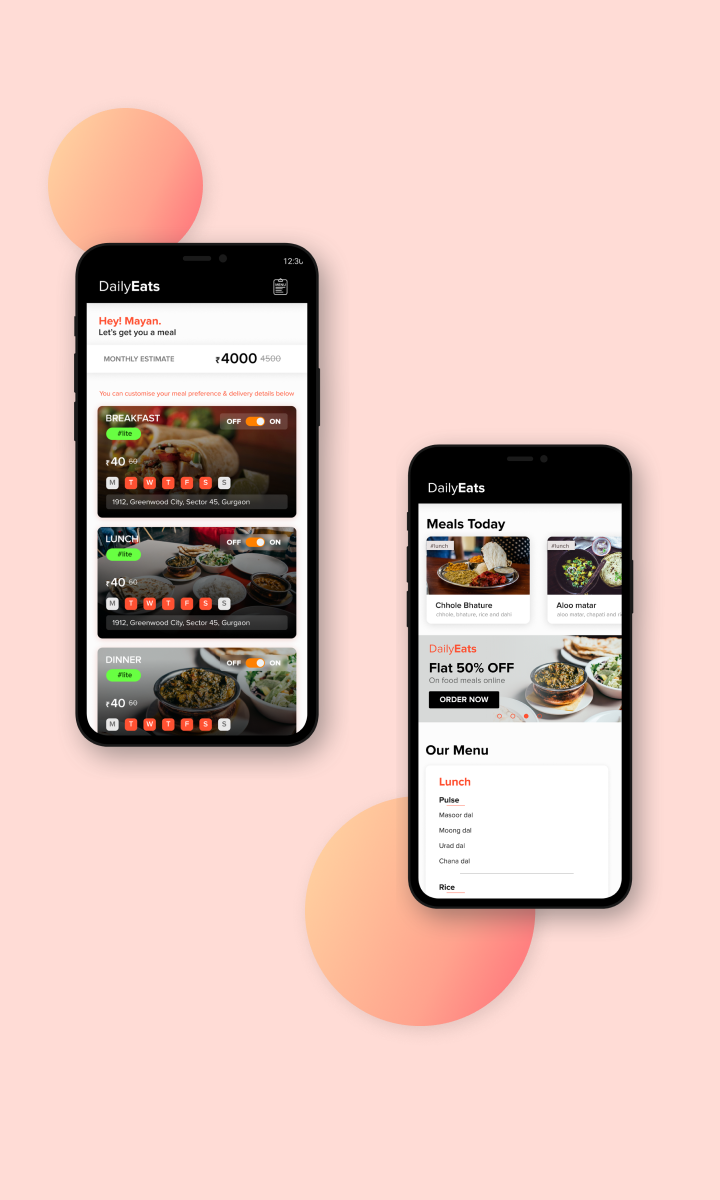 12:30
DailyEats
MENU
Hey! Mayan.
Let's get you a meal
MONTHLY ESTIMATE ₹4000 4500
You can customise your meal preference & delivery details below
BREAKFAST
OFF ON
#lite
₹40 60
M T W T F S S
1912, Greenwood City, Sector 45, Gurgaon
LUNCH
OFF ON
#lite
₹40 60
M T W T F S S
1912, Greenwood City, Sector 45, Gurgaon
DINNER
OFF ON
#lite
₹40 60
M T W T F S S
DailyEats
Meals Today
#lunch
Chhole Bhature
chhole, bhature, rice and dahi
#lunch
Aloo matar
aloo matar, chapati and ri
DailyEats
Flat 50% OFF
On food meals online
ORDER NOW
Our Menu
Lunch
Pulse
Masoor dal
Moong dal
Urad dal
Chana dal
Rice